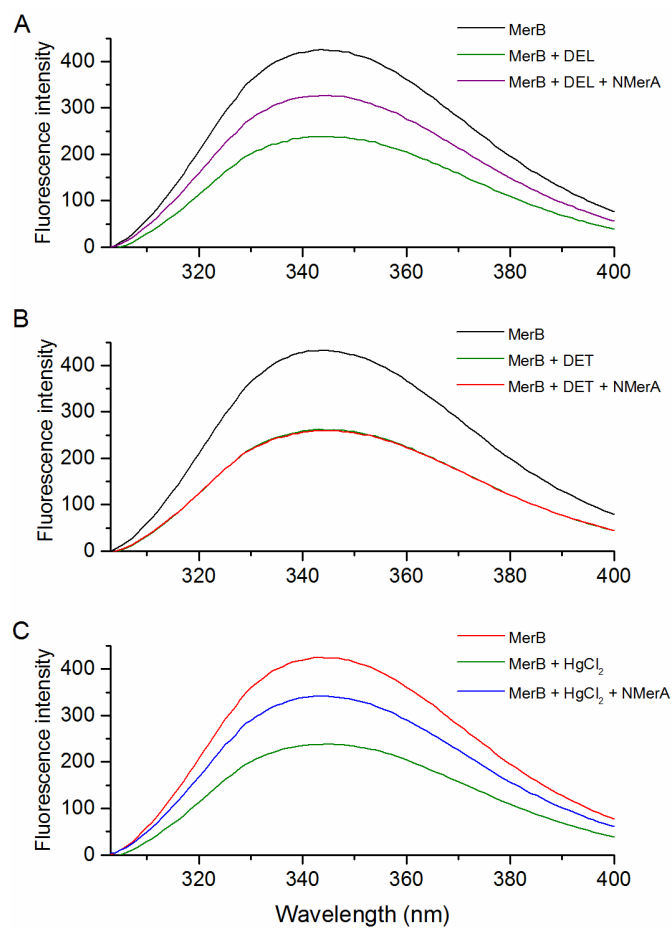 A
MerB
MerB + DEL
MerB + DEL + NMerA
Fluorescence intensity
400
300
200
100
0
320 340 360 380 400
B
MerB
MerB + DET
MerB + DET + NMerA
Fluorescence intensity
400
300
200
100
0
320 340 360 380 400
C
MerB
MerB + HgCl₂
MerB + HgCl₂ + NMerA
Fluorescence intensity
400
300
200
100
0
320 340 360 380 400
Wavelength (nm)